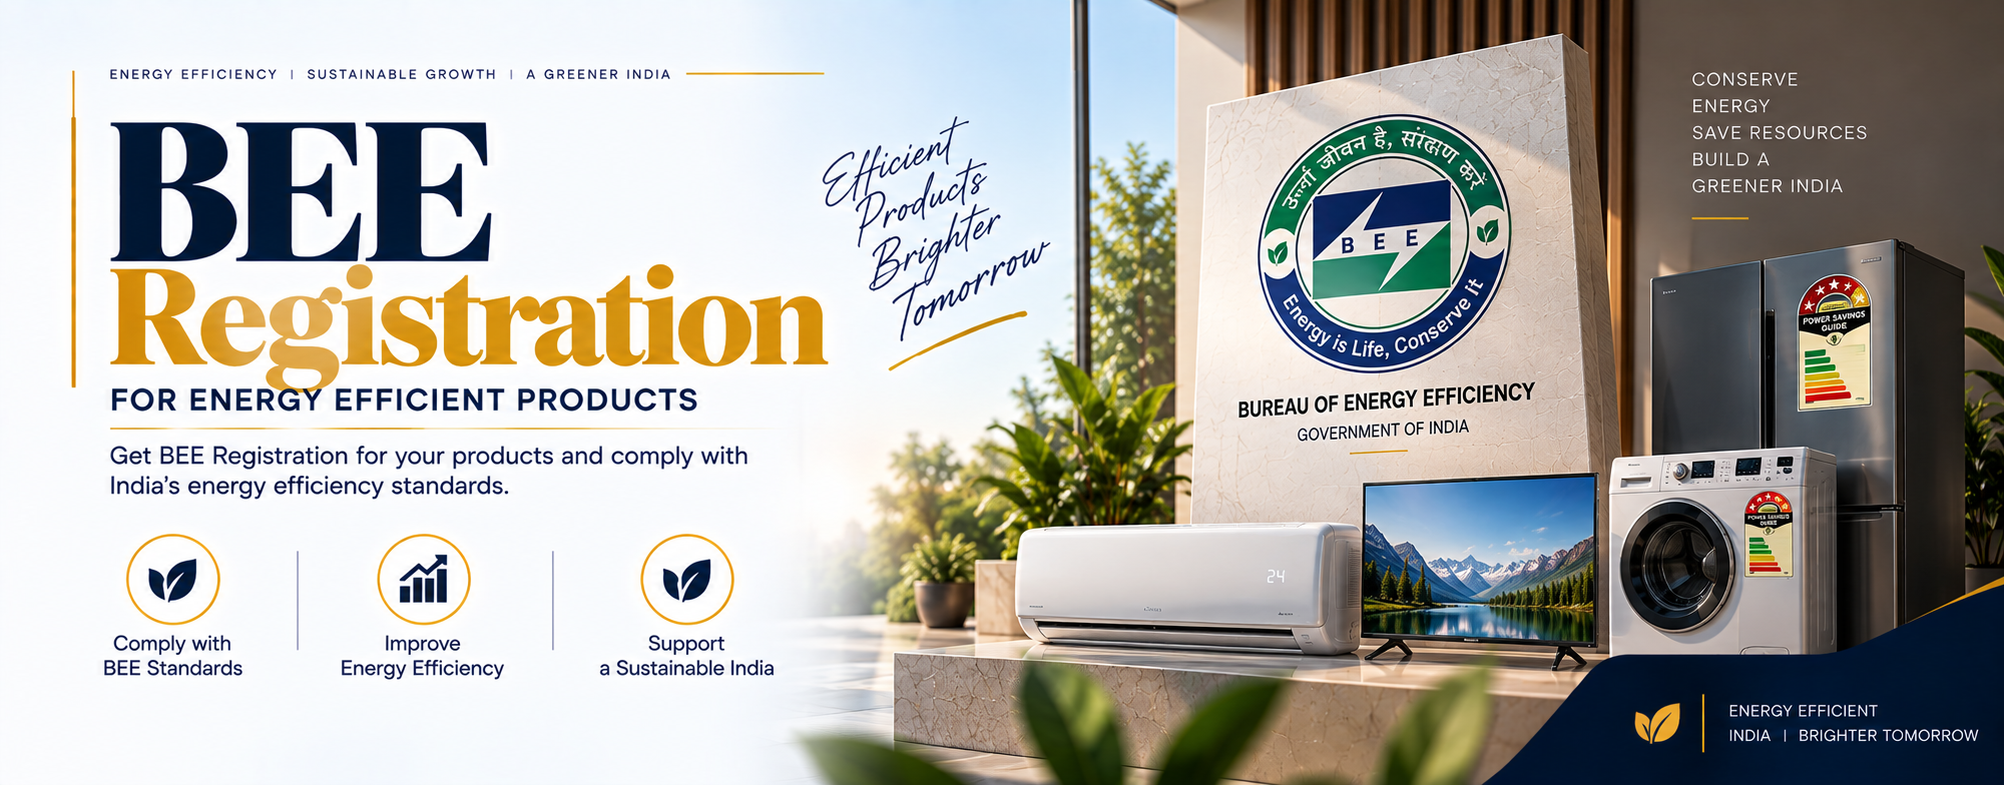 ENERGY EFFICIENCY | SUSTAINABLE GROWTH | A GREENER INDIA
BEE
Registration
FOR ENERGY EFFICIENT PRODUCTS
Get BEE Registration for your products and comply with
India's energy efficiency standards.
Comply with
BEE Standards
Improve
Energy Efficiency
Support
a Sustainable India
Efficient
Products
Brighter
Tomorrow
जीवन है, संरक्षण करें
BEE
Energy is Life, Conserve it
BUREAU OF ENERGY EFFICIENCY
GOVERNMENT OF INDIA
24
CONSERVE
ENERGY
SAVE RESOURCES
BUILD A
GREENER INDIA
POWER SAVINGS
GUIDE
POWER SAVINGS
GUIDE
ENERGY EFFICIENT
INDIA | BRIGHTER TOMORROW